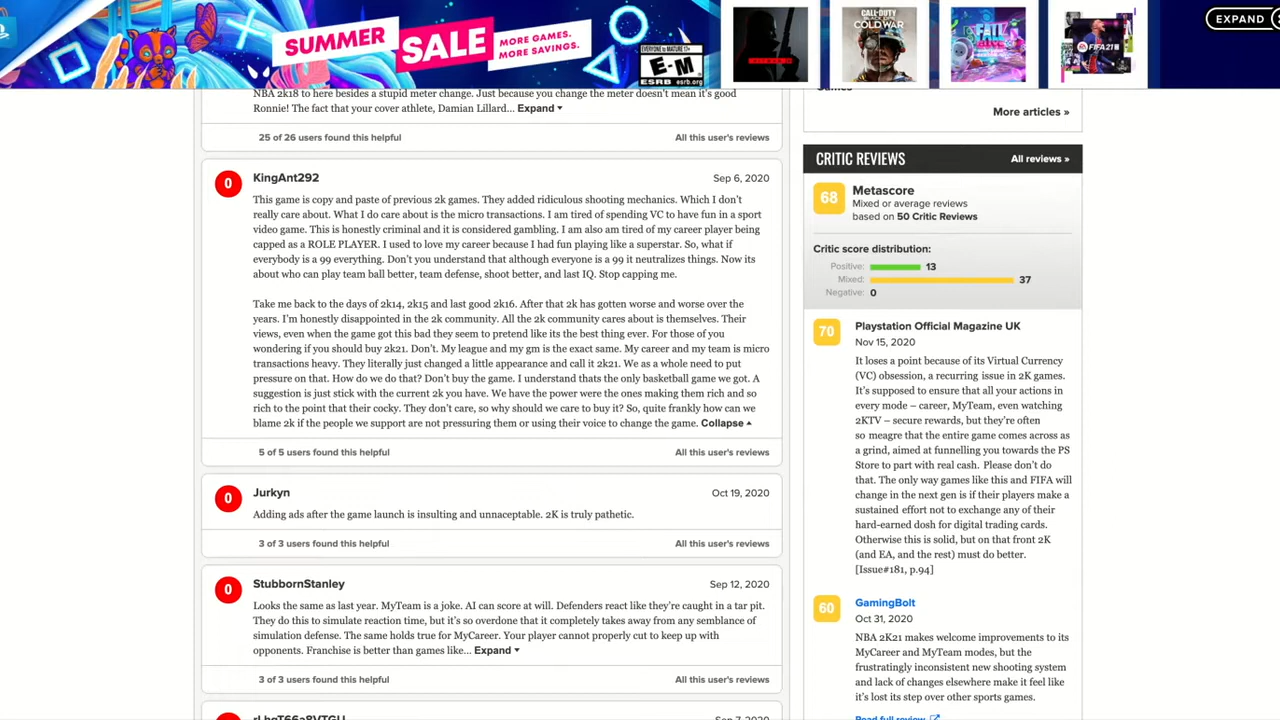 SUMMER
SALE
MORE GAMES.
MORE SAVINGS.
EVERYONE to MATURE 17+
E-M
ESRB esrb.org
CALL·DUTY
COLD WAR
FALL
FIFA 21
EXPAND
NBA 2k18 to here besides a stupid meter change. Just because you change the meter doesn't mean it's good
Ronnie! The fact that your cover athlete, Damian Lillard... Expand
25 of 26 users found this helpful
All this user's reviews
0
KingAnt292
Sep 6, 2020
This game is copy and paste of previous 2k games. They added ridiculous shooting mechanics. Which I don't
really care about. What I do care about is the micro transactions. I am tired of spending VC to have fun in a sport
video game. This is honestly criminal and it is considered gambling. I am also am tired of my career player being
capped as a ROLE PLAYER. I used to love my career because I had fun playing like a superstar. So, what if
everybody is a 99 everything. Don't you understand that although everyone is a 99 it neutralizes things. Now its
about who can play team ball better, team defense, shoot better, and last IQ. Stop capping me.
Take me back to the days of 2k14, 2k15 and last good 2k16. After that 2k has gotten worse and worse over the
years. I'm honestly disappointed in the 2k community. All the 2k community cares about is themselves. Their
views, even when the game got this bad they seem to pretend like its the best thing ever. For those of you
wondering if you should buy 2k21. Don't. My league and my gm is the exact same. My career and my team is micro
transactions heavy. They literally just changed a little appearance and call it 2k21. We as a whole need to put
pressure on that. How do we do that? Don't buy the game. I understand thats the only basketball game we got. A
suggestion is just stick with the current 2k you have. We have the power were the ones making them rich and so
rich to the point that their cocky. They don't care, so why should we care to buy it? So, quite frankly how can we
blame 2k if the people we support are not pressuring them or using their voice to change the game. Collapse
5 of 5 users found this helpful
All this user's reviews
0
Jurkyn
Oct 19, 2020
Adding ads after the game launch is insulting and unnaceptable. 2K is truly pathetic.
3 of 3 users found this helpful
All this user's reviews
0
StubbornStanley
Sep 12, 2020
Looks the same as last year. MyTeam is a joke. AI can score at will. Defenders react like they're caught in a tar pit.
They do this to simulate reaction time, but it's so overdone that it completely takes away from any semblance of
simulation defense. The same holds true for MyCareer. Your player cannot properly cut to keep up with
opponents. Franchise is better than games like... Expand
3 of 3 users found this helpful
All this user's reviews
More articles »
CRITIC REVIEWS
All reviews »
68
Metascore
Mixed or average reviews
based on 50 Critic Reviews
Critic score distribution:
Positive: 13
Mixed: 37
Negative: 0
70
Playstation Official Magazine UK
Nov 15, 2020
It loses a point because of its Virtual Currency
(VC) obsession, a recurring issue in 2K games.
It's supposed to ensure that all your actions in
every mode – career, MyTeam, even watching
2KTV – secure rewards, but they're often
so meagre that the entire game comes across as
a grind, aimed at funnelling you towards the PS
Store to part with real cash. Please don't do
that. The only way games like this and FIFA will
change in the next gen is if their players make a
sustained effort not to exchange any of their
hard-earned dosh for digital trading cards.
Otherwise this is solid, but on that front 2K
(and EA, and the rest) must do better.
[Issue#181, p.94]
60
GamingBolt
Oct 31, 2020
NBA 2K21 makes welcome improvements to its
MyCareer and MyTeam modes, but the
frustratingly inconsistent new shooting system
and lack of changes elsewhere make it feel like
it's lost its step over other sports games.
Read full review